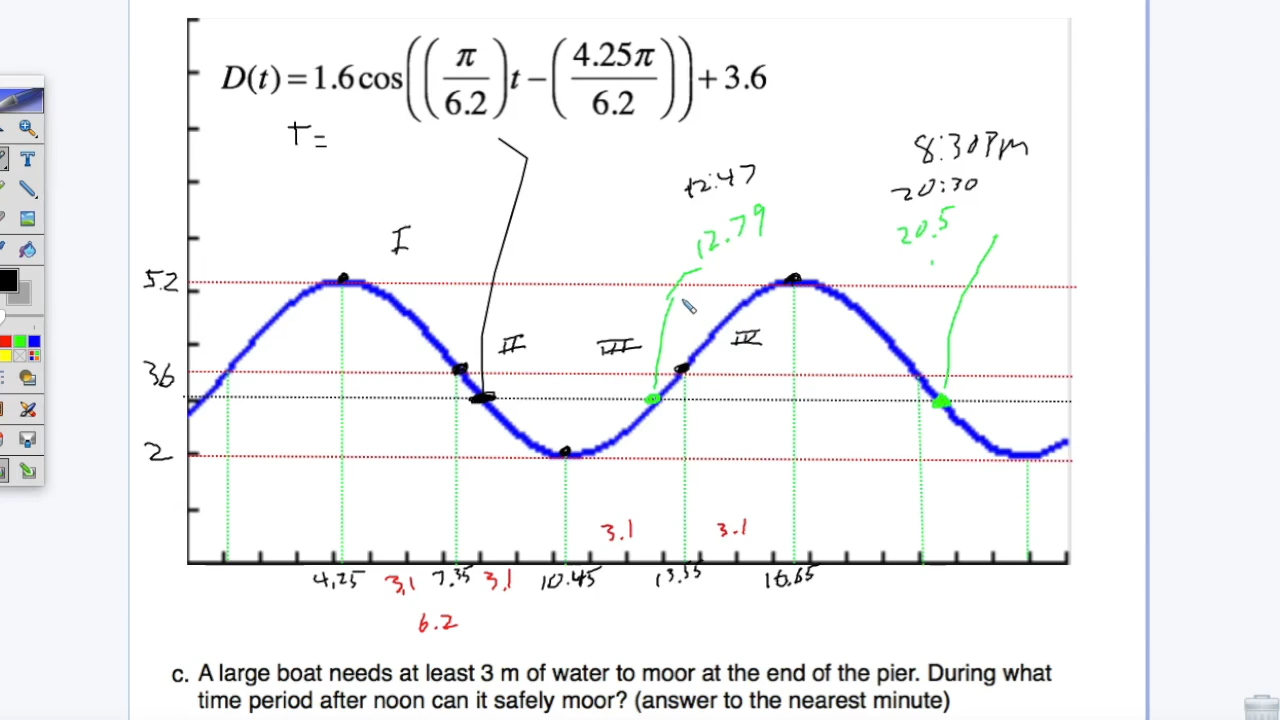 D(t) = 1.6 cos((π/6.2)t − (4.25π/6.2)) + 3.6
T =
8:30pm
12:47
20:30
12.79
20.5
I
5.2
II
III
IV
3.6
2
3.1
3.1
4.25
3.1
7.35
3.1
10.45
13.55
16.65
6.2
c. A large boat needs at least 3 m of water to moor at the end of the pier. During what
time period after noon can it safely moor? (answer to the nearest minute)